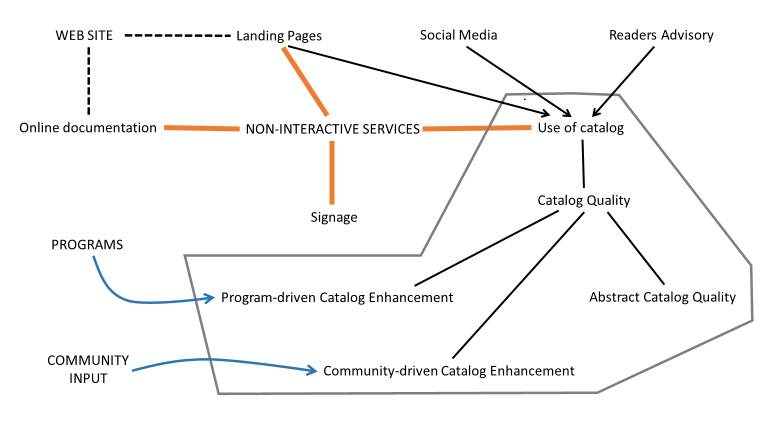 WEB SITE
Landing Pages
Social Media
Readers Advisory
Online documentation
NON-INTERACTIVE SERVICES
Use of catalog
Catalog Quality
Signage
PROGRAMS
Program-driven Catalog Enhancement
Abstract Catalog Quality
COMMUNITY
INPUT
Community-driven Catalog Enhancement